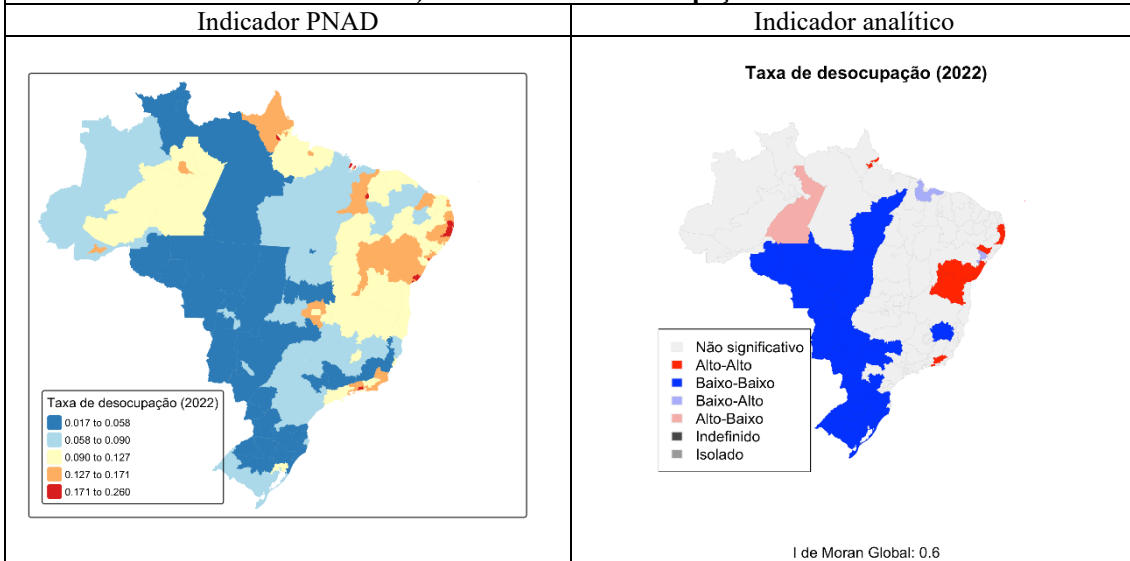 Indicador PNAD
Indicador analítico
Taxa de desocupação (2022)
0.017 to 0.058
0.058 to 0.090
0.090 to 0.127
0.127 to 0.171
0.171 to 0.260
Taxa de desocupação (2022)
Não significativo
Alto-Alto
Baixo-Baixo
Baixo-Alto
Alto-Baixo
Indefinido
Isolado
I de Moran Global: 0.6